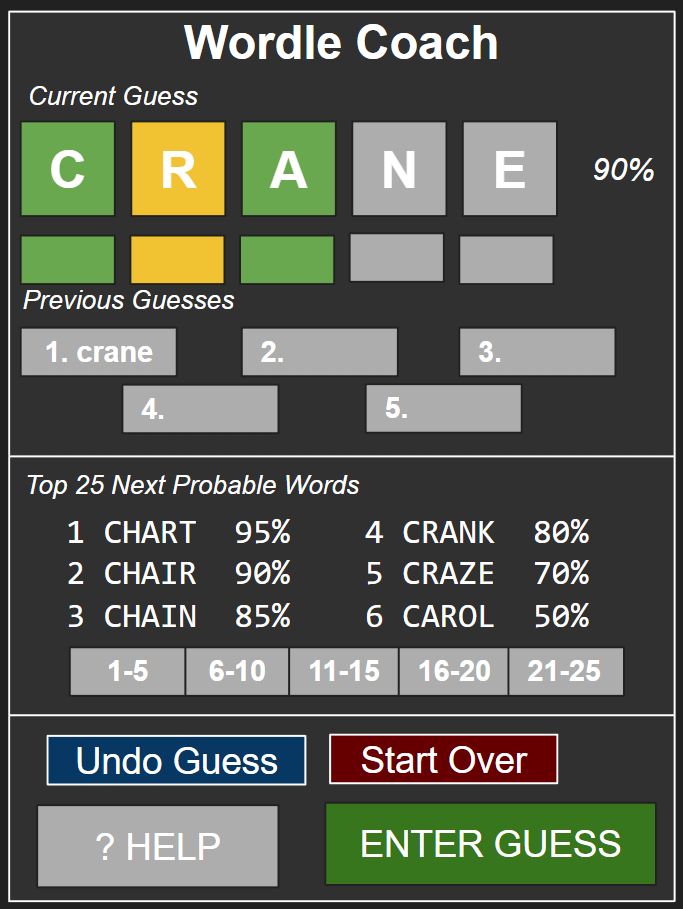 Wordle Coach
Current Guess
C R A N E 90%
Previous Guesses
1. crane 2. 3.
4. 5.
Top 25 Next Probable Words
1 CHART 95% 4 CRANK 80%
2 CHAIR 90% 5 CRAZE 70%
3 CHAIN 85% 6 CAROL 50%
1-5 6-10 11-15 16-20 21-25
Undo Guess Start Over
? HELP ENTER GUESS